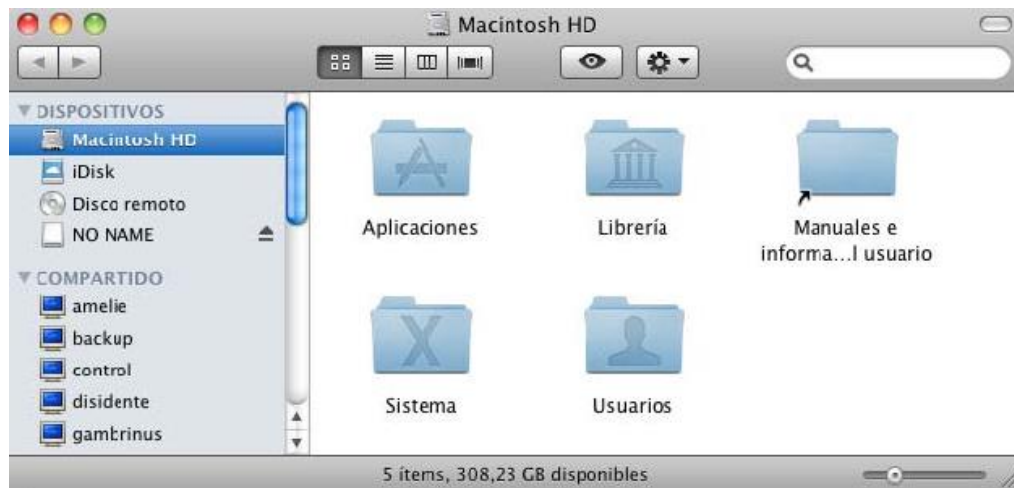 Macintosh HD
DISPOSITIVOS
Macintosh HD
iDisk
Disco remoto
NO NAME
COMPARTIDO
amelie
backup
control
disidente
gambrinus
Aplicaciones
Librería
Manuales e
informa...l usuario
Sistema
Usuarios
5 ítems, 308,23 GB disponibles